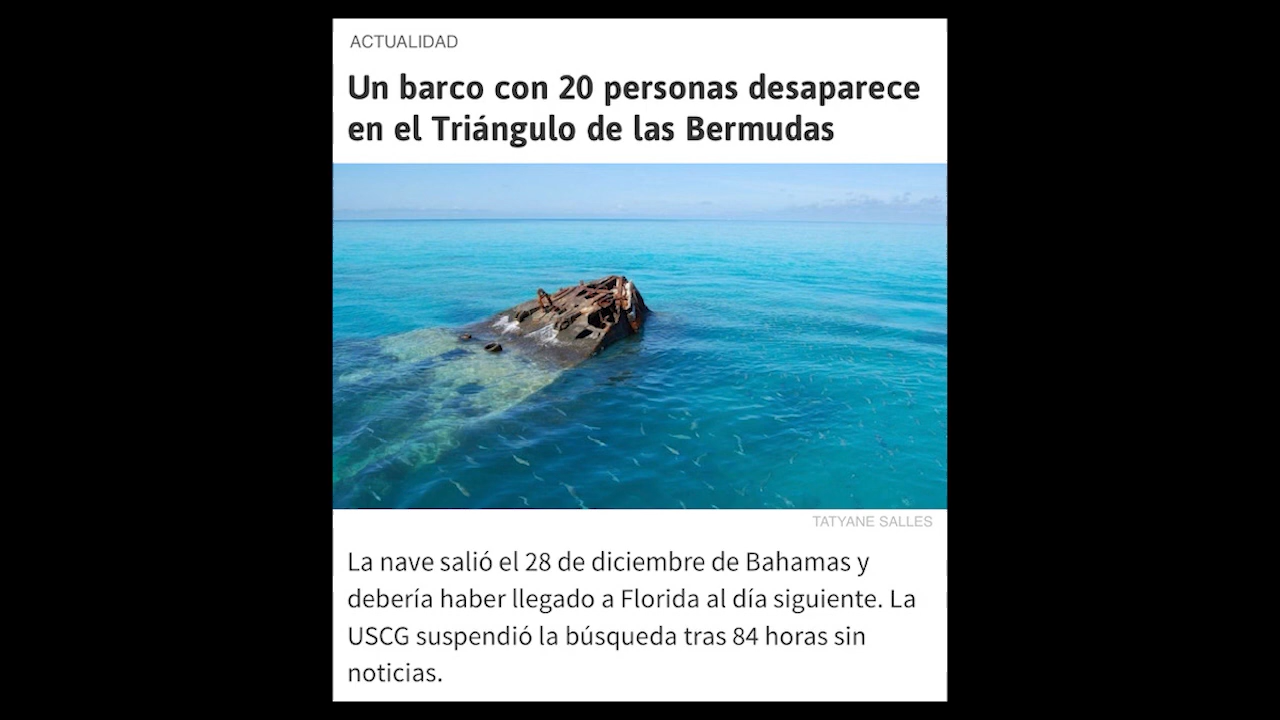 ACTUALIDAD
Un barco con 20 personas desaparece
en el Triángulo de las Bermudas
TATYANE SALLES
La nave salió el 28 de diciembre de Bahamas y
debería haber llegado a Florida al día siguiente. La
USCG suspendió la búsqueda tras 84 horas sin
noticias.